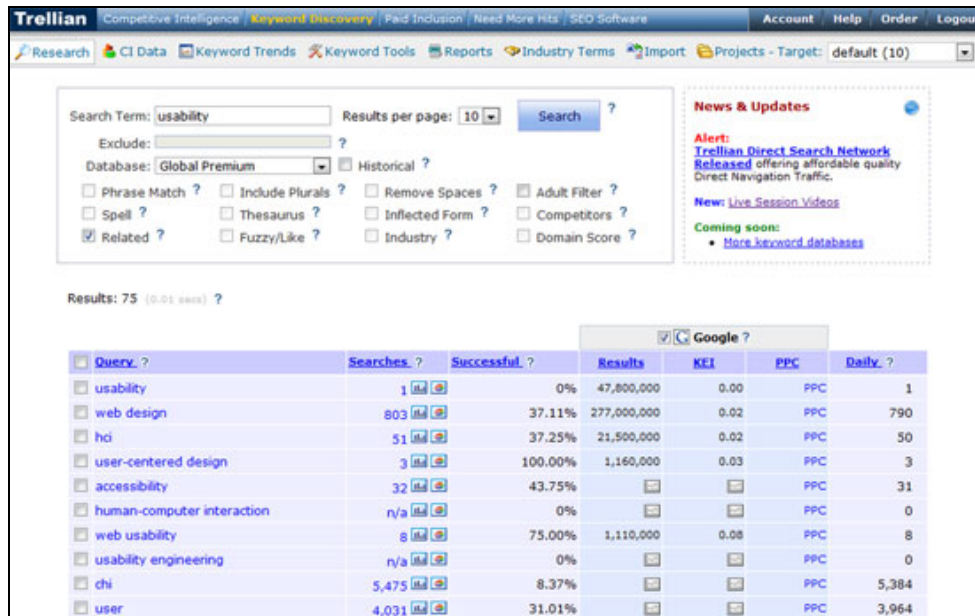 Trellian Competitive Intelligence Keyword Discovery Paid Inclusion Need More Hits SEO Software Account Help Order Logou
Research CI Data Keyword Trends Keyword Tools Reports Industry Terms Import Projects - Target: default (10)
Search Term: usability Results per page: 10 Search ?
Exclude: ?
Database: Global Premium Historical ?
Phrase Match ? Include Plurals ? Remove Spaces ? Adult Filter ?
Spell ? Thesaurus ? Inflected Form ? Competitors ?
Related ? Fuzzy/Like ? Industry ? Domain Score ?
News & Updates
Alert:
Trellian Direct Search Network
Released offering affordable quality
Direct Navigation Traffic.
New: Live Session Videos
Coming soon:
• More keyword databases
Results: 75 (0.01 secs) ?
Google ?
Query ? Searches ? Successful ? Results KEI PPC Daily ?
usability 1 0% 47,800,000 0.00 PPC 1
web design 803 37.11% 277,000,000 0.02 PPC 790
hci 51 37.25% 21,500,000 0.02 PPC 50
user-centered design 3 100.00% 1,160,000 0.03 PPC 3
accessibility 32 43.75% PPC 31
human-computer interaction n/a 0% PPC 0
web usability 8 75.00% 1,110,000 0.08 PPC 8
usability engineering n/a 0% PPC 0
chi 5,475 8.37% PPC 5,384
user 4,031 31.01% PPC 3,964